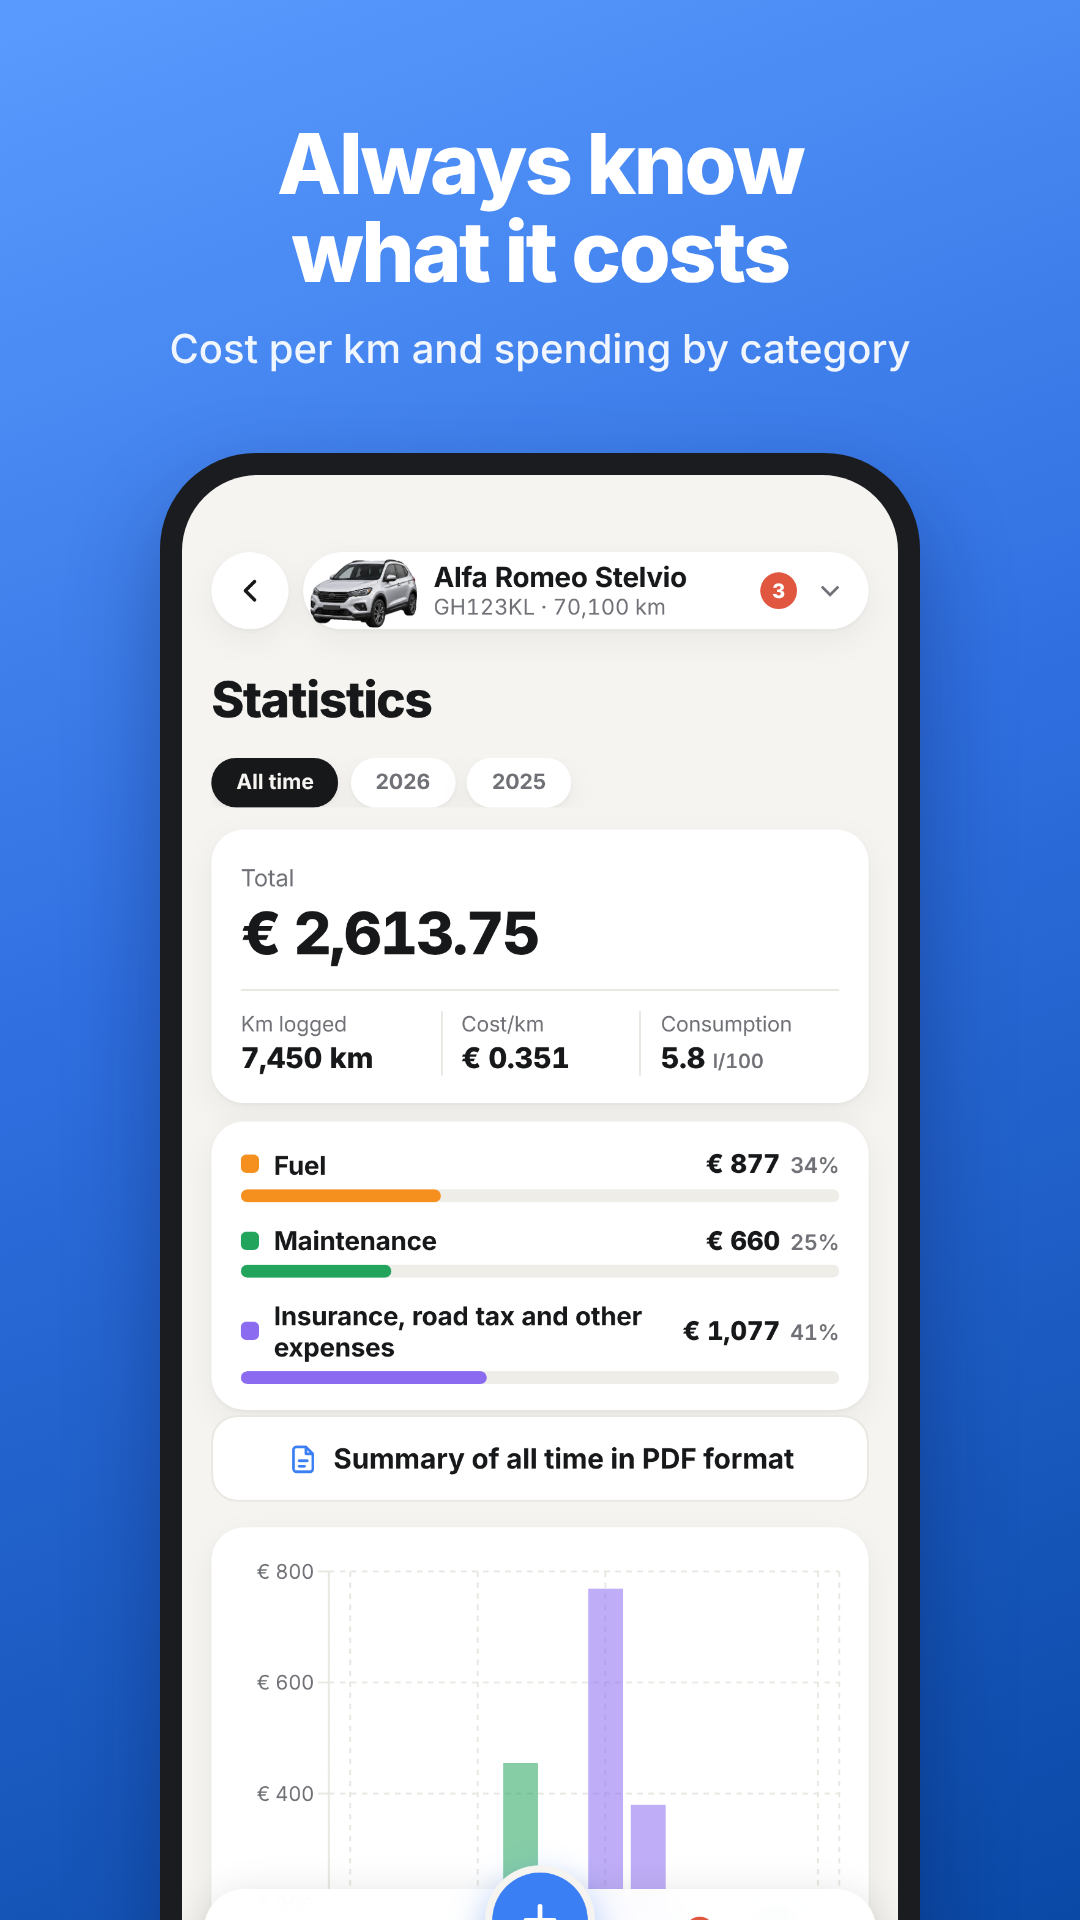 Always know
what it costs
Cost per km and spending by category
Alfa Romeo Stelvio
GH123KL · 70,100 km
3
Statistics
All time
2026
2025
Total
€ 2,613.75
Km logged
Cost/km
Consumption
7,450 km
€ 0.351
5.8 l/100
Fuel
€ 877 34%
Maintenance
€ 660 25%
Insurance, road tax and other
expenses
€ 1,077 41%
Summary of all time in PDF format
€ 800
€ 600
€ 400